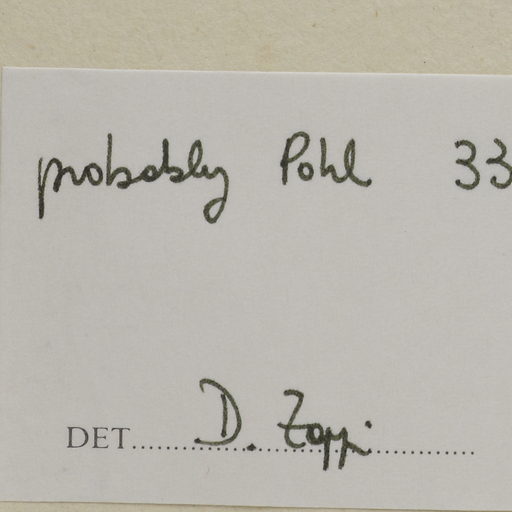 probably Pohl 33
DET. D. Zappi